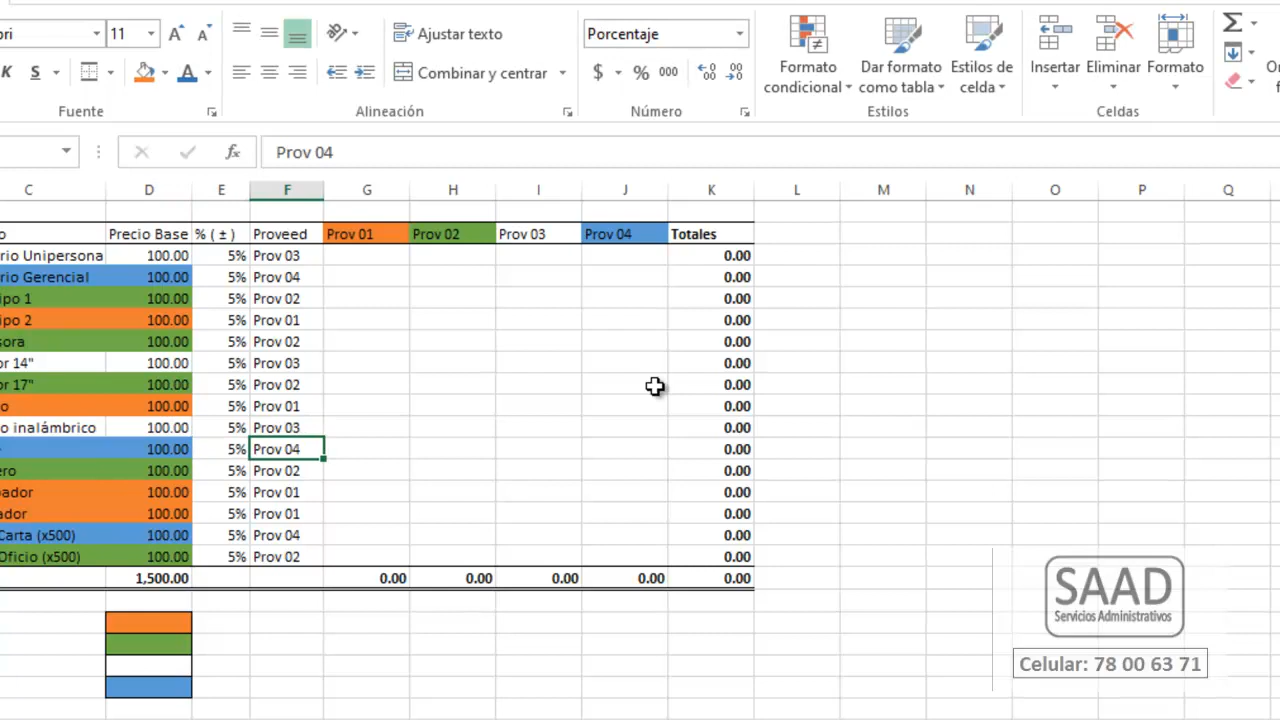 ri 11 Ajustar texto Porcentaje
K S A Combinar y centrar $ % 000 Formato condicional Dar formato como tabla Estilos de celda Insertar Eliminar Formato Σ
Fuente Alineación Número Estilos Celdas
fx Prov 04
C D E F G H I J K L M N O P Q
o Precio Base % ( ± ) Proveed Prov 01 Prov 02 Prov 03 Prov 04 Totales
rio Unipersona 100.00 5% Prov 03 0.00
rio Gerencial 100.00 5% Prov 04 0.00
ipo 1 100.00 5% Prov 02 0.00
ipo 2 100.00 5% Prov 01 0.00
sora 100.00 5% Prov 02 0.00
or 14" 100.00 5% Prov 03 0.00
or 17" 100.00 5% Prov 02 0.00
o 100.00 5% Prov 01 0.00
o inalámbrico 100.00 5% Prov 03 0.00
100.00 5% Prov 04 0.00
ero 100.00 5% Prov 02 0.00
ador 100.00 5% Prov 01 0.00
ador 100.00 5% Prov 01 0.00
Carta (x500) 100.00 5% Prov 04 0.00
Oficio (x500) 100.00 5% Prov 02 0.00
1,500.00 0.00 0.00 0.00 0.00 0.00
SAAD
Servicios Administrativos
Celular: 78 00 63 71